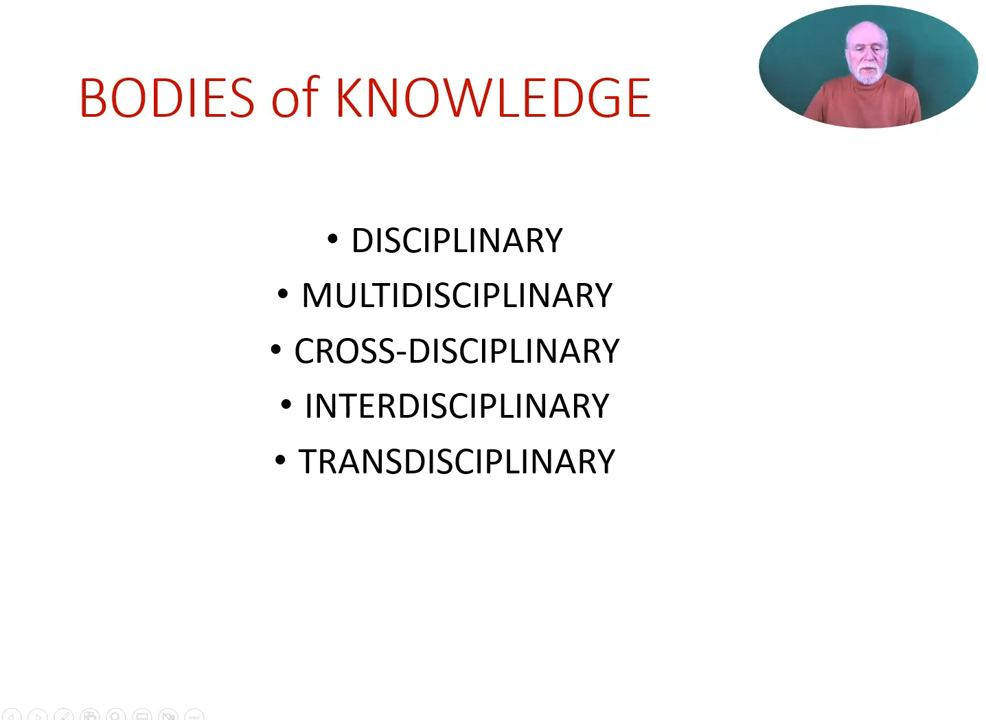 BODIES of KNOWLEDGE
• DISCIPLINARY
• MULTIDISCIPLINARY
• CROSS-DISCIPLINARY
• INTERDISCIPLINARY
• TRANSDISCIPLINARY